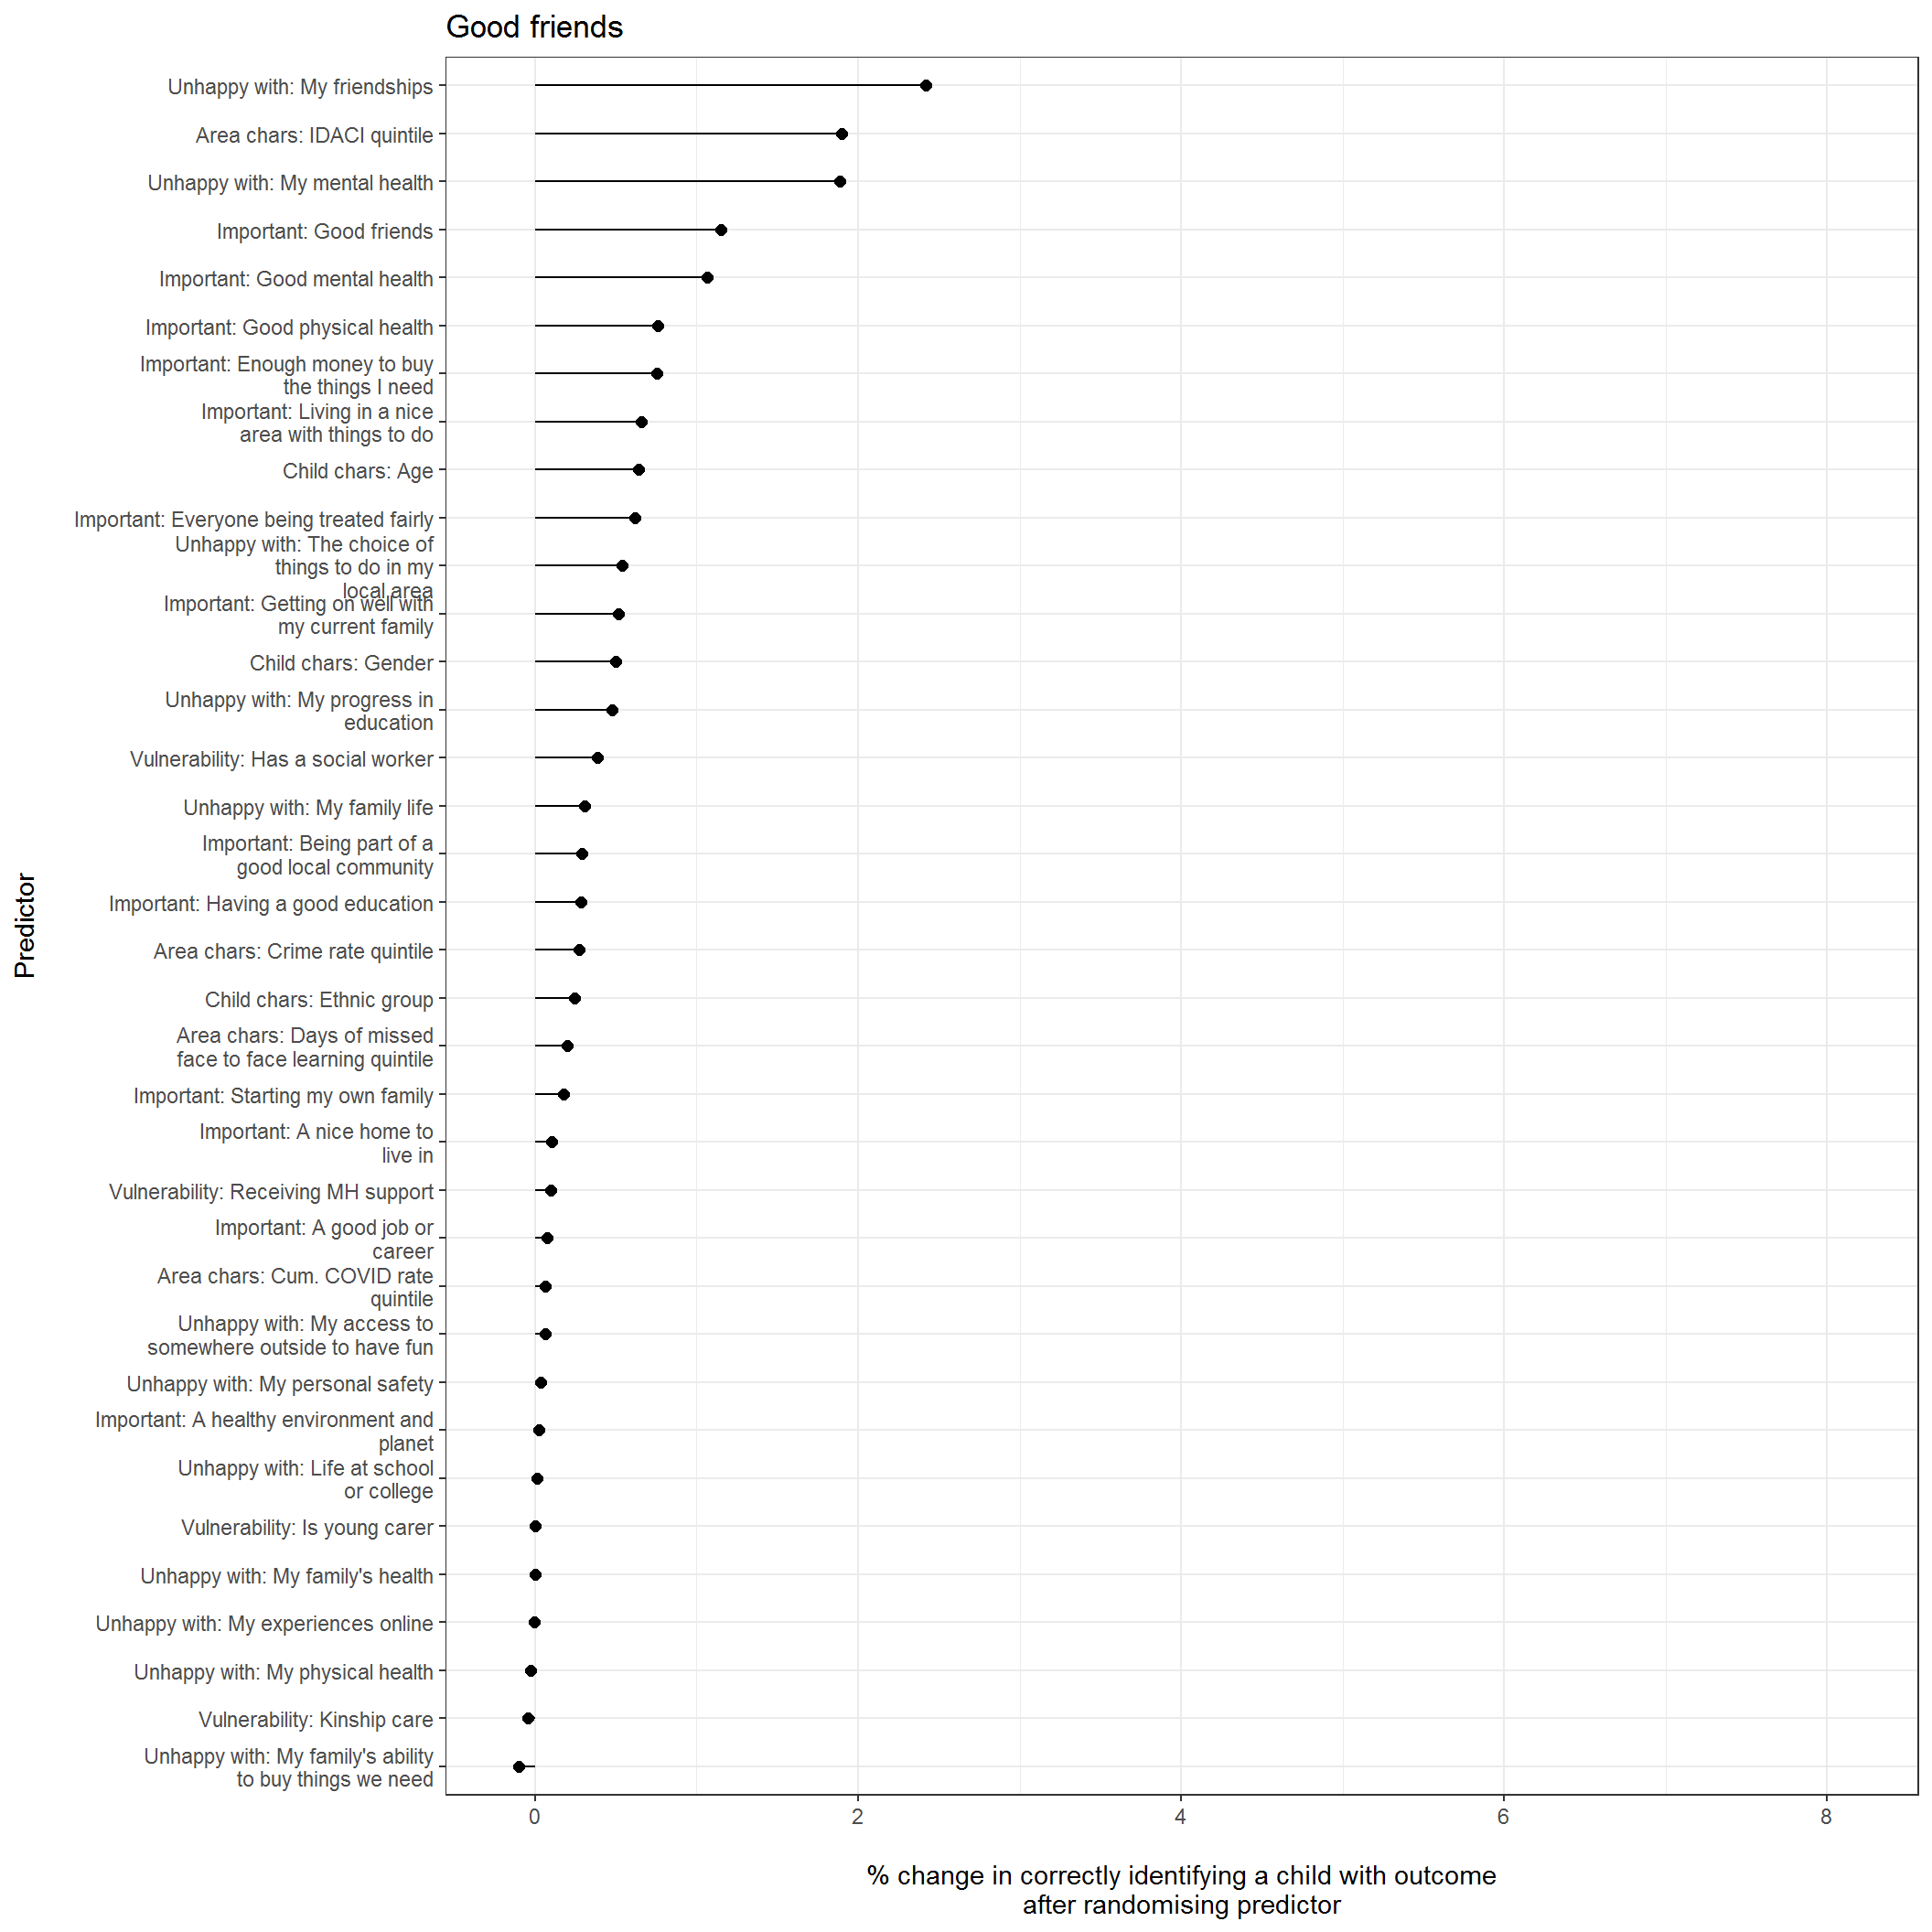 Good friends
Unhappy with: My friendships
Area chars: IDACI quintile
Unhappy with: My mental health
Important: Good friends
Important: Good mental health
Important: Good physical health
Important: Enough money to buy
the things I need
Important: Living in a nice
area with things to do
Child chars: Age
Important: Everyone being treated fairly
Unhappy with: The choice of
things to do in my
local area
Important: Getting on well with
my current family
Child chars: Gender
Unhappy with: My progress in
education
Vulnerability: Has a social worker
Unhappy with: My family life
Important: Being part of a
good local community
Important: Having a good education
Area chars: Crime rate quintile
Child chars: Ethnic group
Area chars: Days of missed
face to face learning quintile
Important: Starting my own family
Important: A nice home to
live in
Vulnerability: Receiving MH support
Important: A good job or
career
Area chars: Cum. COVID rate
quintile
Unhappy with: My access to
somewhere outside to have fun
Unhappy with: My personal safety
Important: A healthy environment and
planet
Unhappy with: Life at school
or college
Vulnerability: Is young carer
Unhappy with: My family's health
Unhappy with: My experiences online
Unhappy with: My physical health
Vulnerability: Kinship care
Unhappy with: My family's ability
to buy things we need
Predictor
0 2 4 6 8
% change in correctly identifying a child with outcome
after randomising predictor